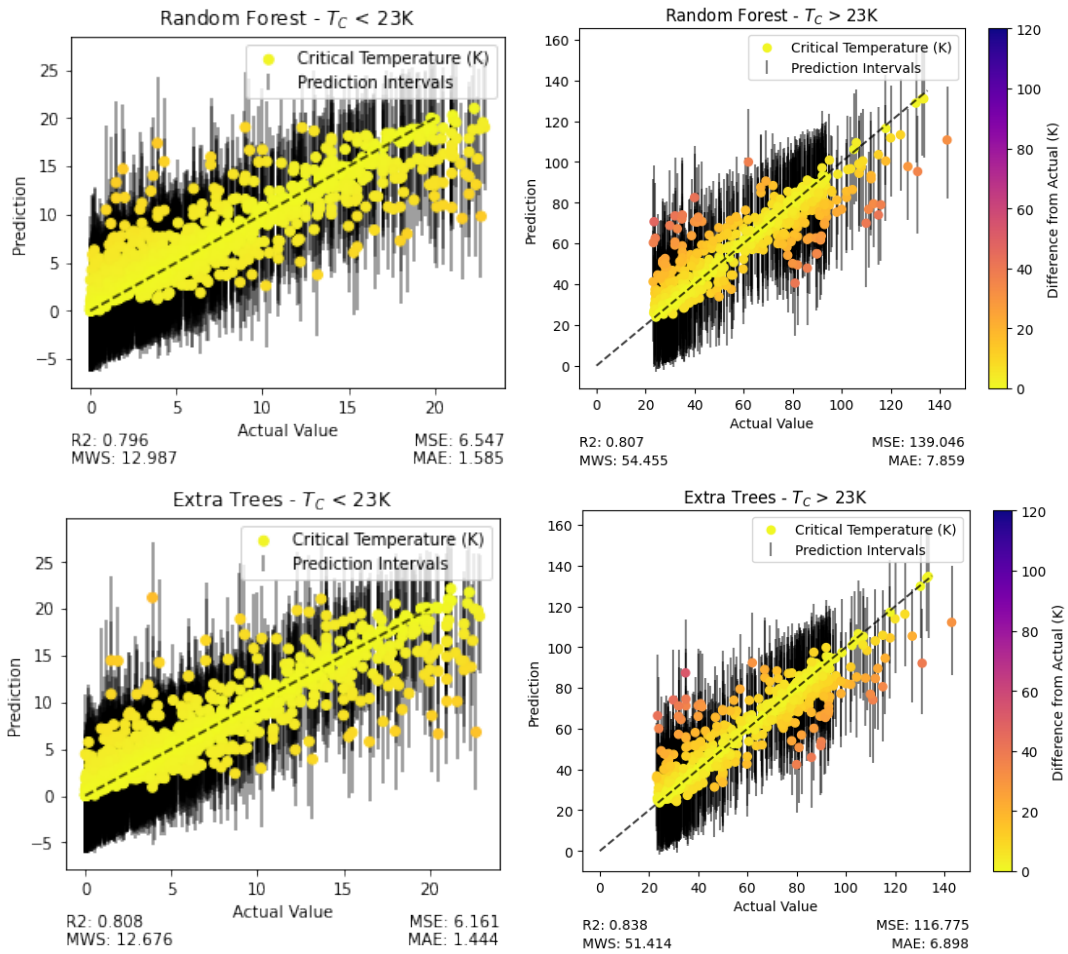 Random Forest - T_C < 23K
Critical Temperature (K)
Prediction Intervals
25
20
15
10
5
0
−5
Prediction
0
5
10
15
20
Actual Value
R2: 0.796
MSE: 6.547
MWS: 12.987
MAE: 1.585
Random Forest - T_C > 23K
Critical Temperature (K)
Prediction Intervals
160
140
120
100
80
60
40
20
0
Prediction
0
20
40
60
80
100
120
140
Actual Value
R2: 0.807
MSE: 139.046
MWS: 54.455
MAE: 7.859
120
100
80
60
40
20
0
Difference from Actual (K)
Extra Trees - T_C < 23K
Critical Temperature (K)
Prediction Intervals
25
20
15
10
5
0
−5
Prediction
0
5
10
15
20
Actual Value
R2: 0.808
MSE: 6.161
MWS: 12.676
MAE: 1.444
Extra Trees - T_C > 23K
Critical Temperature (K)
Prediction Intervals
160
140
120
100
80
60
40
20
0
Prediction
0
20
40
60
80
100
120
140
Actual Value
R2: 0.838
MSE: 116.775
MWS: 51.414
MAE: 6.898
120
100
80
60
40
20
0
Difference from Actual (K)